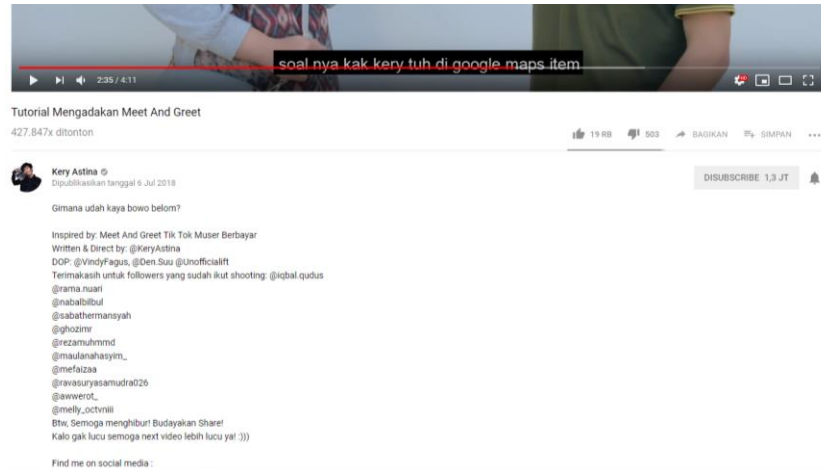 soal nya kak kery tuh di google maps item
2:35 / 4:11
Tutorial Mengadakan Meet And Greet
427.847x ditonton
19 RB 503 BAGIKAN SIMPAN
Kery Astina
Dipublikasikan tanggal 6 Jul 2018
DISUBSCRIBE 1,3 JT
Gimana udah kaya bowo belom?
Inspired by: Meet And Greet Tik Tok Muser Berbayar
Written & Direct by: @KeryAstina
DOP: @VindyFagus, @Den.Suu @Unofficialift
Terimakasih untuk followers yang sudah ikut shooting: @iqbal.qudus
@rama.nuari
@nabalbilbul
@sabathermansyah
@ghozimr
@rezamuhmmd
@maulanahasyim_
@mefaizaa
@ravasuryasamudra026
@awwerot_
@melly_octvniii
Btw, Semoga menghibur! Budayakan Share!
Kalo gak lucu semoga next video lebih lucu ya! :)))
Find me on social media :